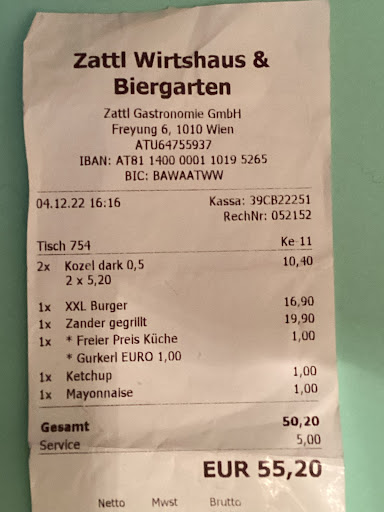 Zattl Wirtshaus &
Biergarten
Zattl Gastronomie GmbH
Freyung 6, 1010 Wien
ATU64755937
IBAN: AT81 1400 0001 1019 5265
BIC: BAWAATWW
04.12.22 16:16 Kassa: 39CB22251
RechNr: 052152
Tisch 754 Ke 11
2x Kozel dark 0,5 10,40
2 x 5,20
1x XXL Burger 16,90
1x Zander gegrillt 19,90
1x * Freier Preis Küche 1,00
* Gurkerl EURO 1,00
1x Ketchup 1,00
1x Mayonnaise 1,00
Gesamt 50,20
Service 5,00
EUR 55,20
Netto Mwst Brutto